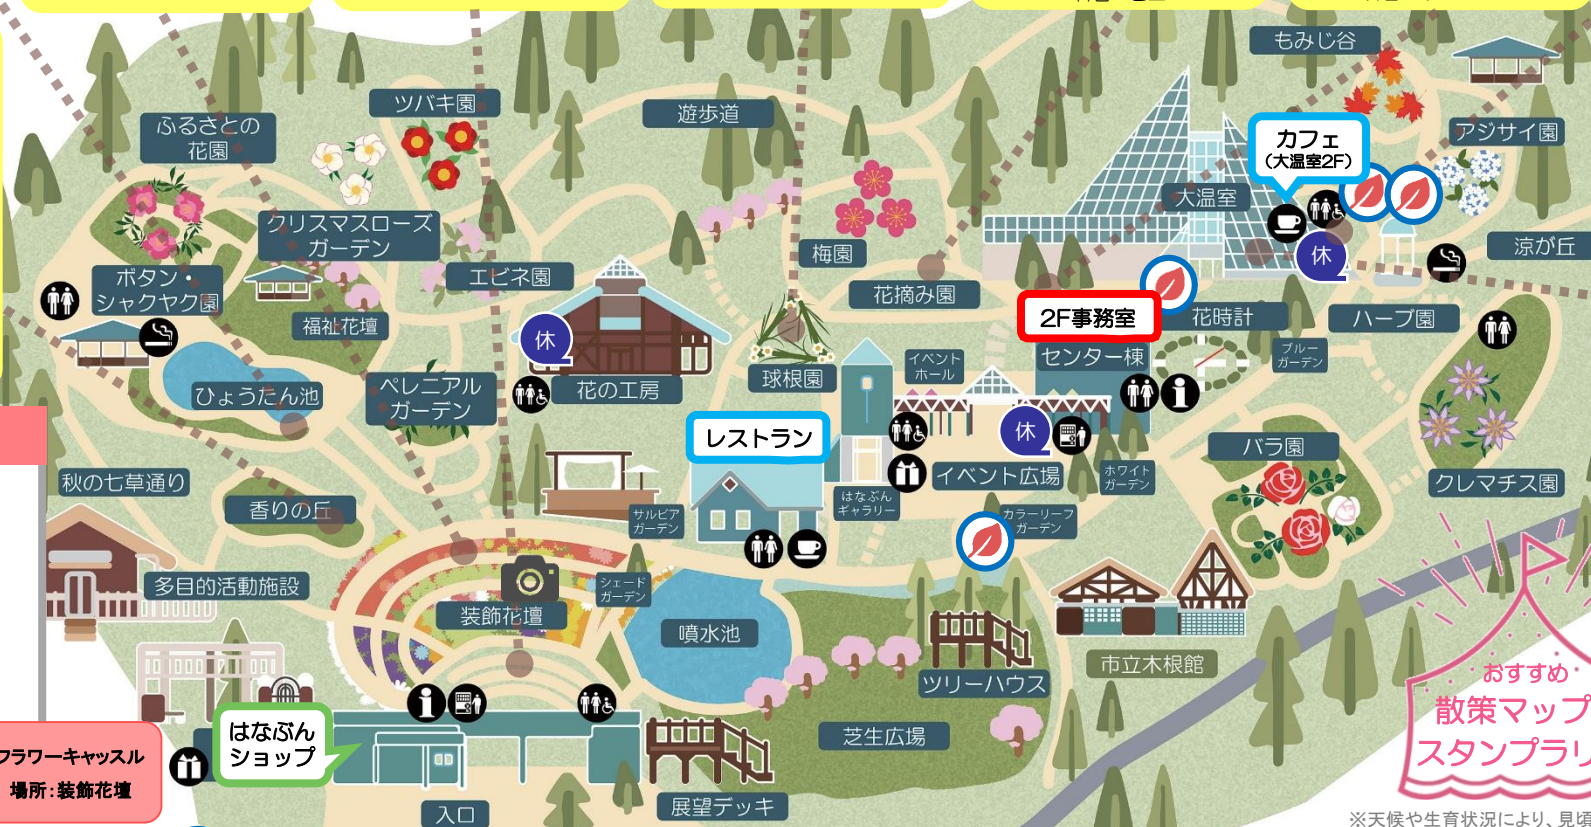 もみじ谷
ツバキ園
遊歩道
ふるさとの
花園
アジサイ園
カフェ
（大温室2F）
大温室
クリスマスローズ
ガーデン
梅園
涼が丘
エビネ園
ボタン・
シャクヤク園
花摘み園
福祉花壇
2F事務室
花時計
ハーブ園
休
休
センター棟
ブルー
ガーデン
イベント
ホール
球根園
花の工房
ペレニアル
ガーデン
ひょうたん池
レストラン
休
バラ園
秋の七草通り
イベント広場
ホワイト
ガーデン
クレマチス園
はなぶん
ギャラリー
香りの丘
サルビア
ガーデン
カラーリーフ
ガーデン
多目的活動施設
シェード
ガーデン
装飾花壇
噴水池
市立木根館
ツリーハウス
おすすめ
散策マップ
スタンプラリ
はなぶん
ショップ
芝生広場
フラワーキャッスル
場所：装飾花壇
展望デッキ
入口
※天候や生育状況により、見頃